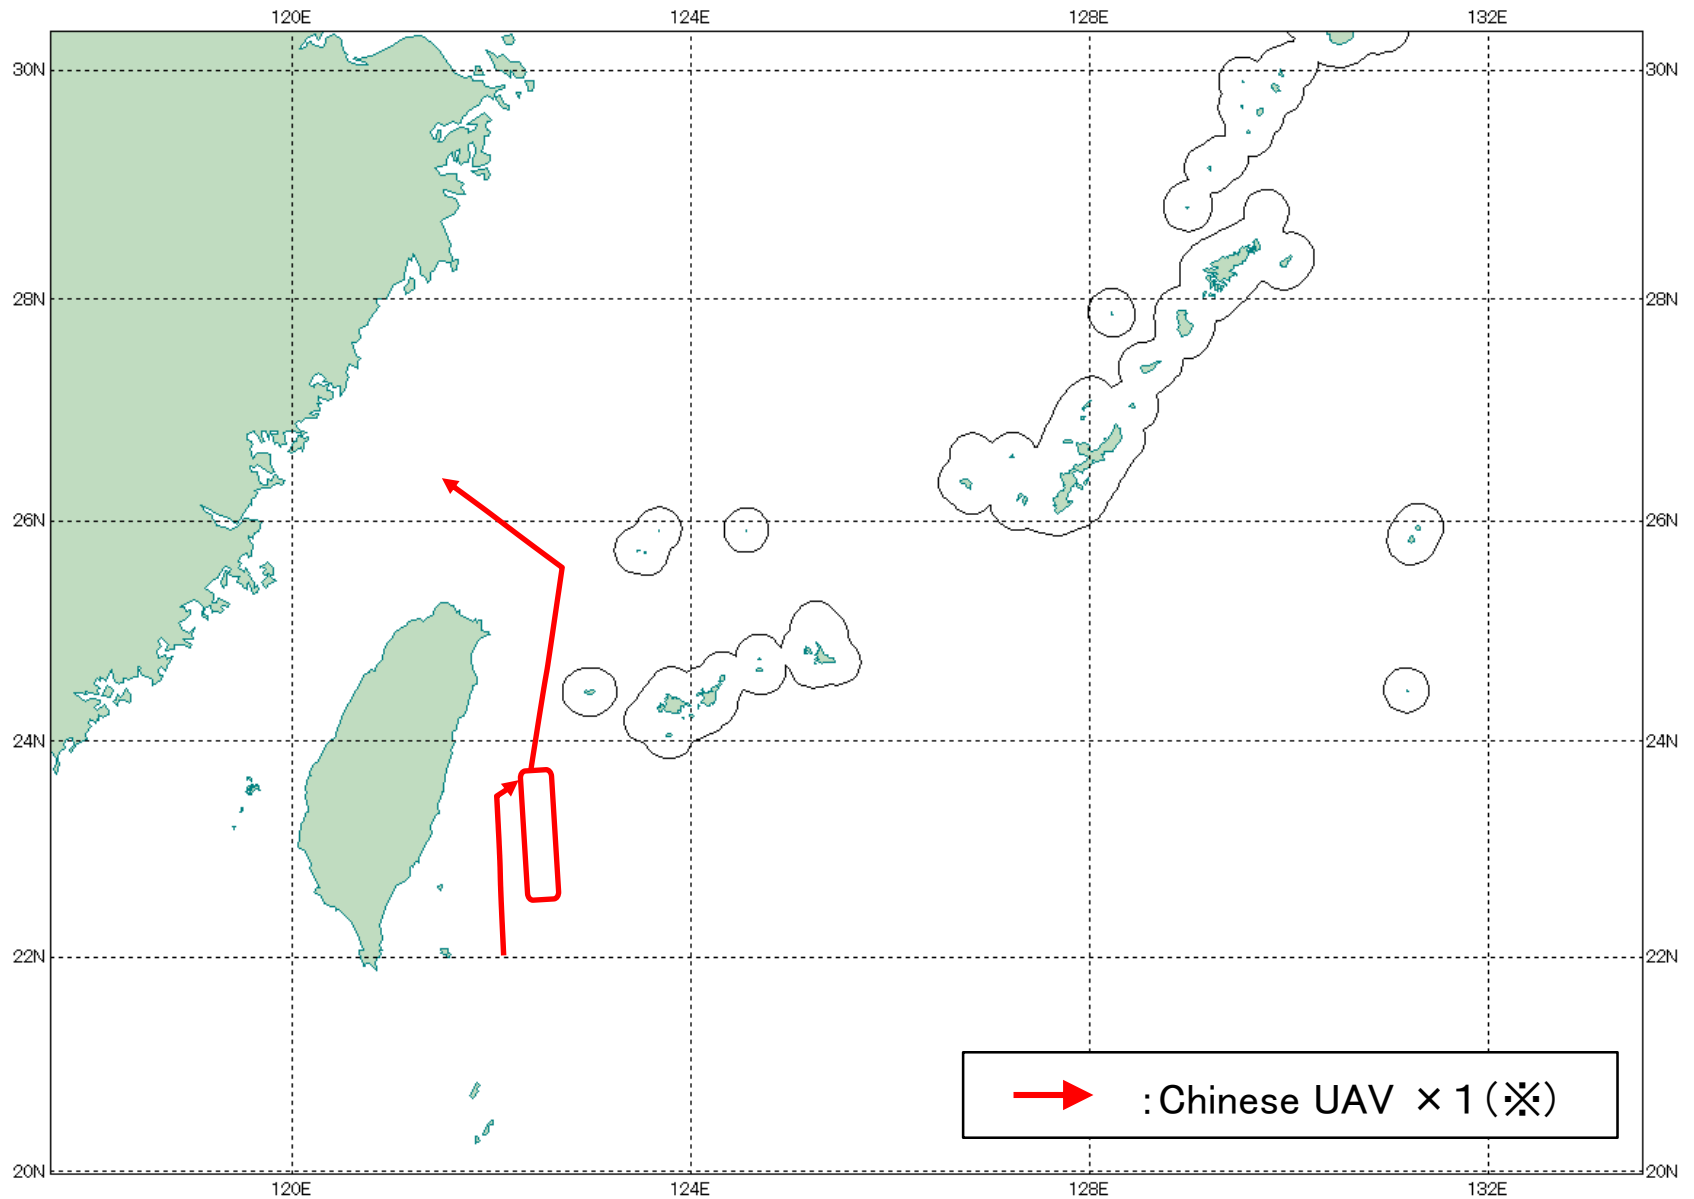 120E 124E 128E 132E
30N 30N
28N 28N
26N 26N
24N 24N
22N 22N
:Chinese UAV ×1(※)
20N 20N
120E 124E 128E 132E